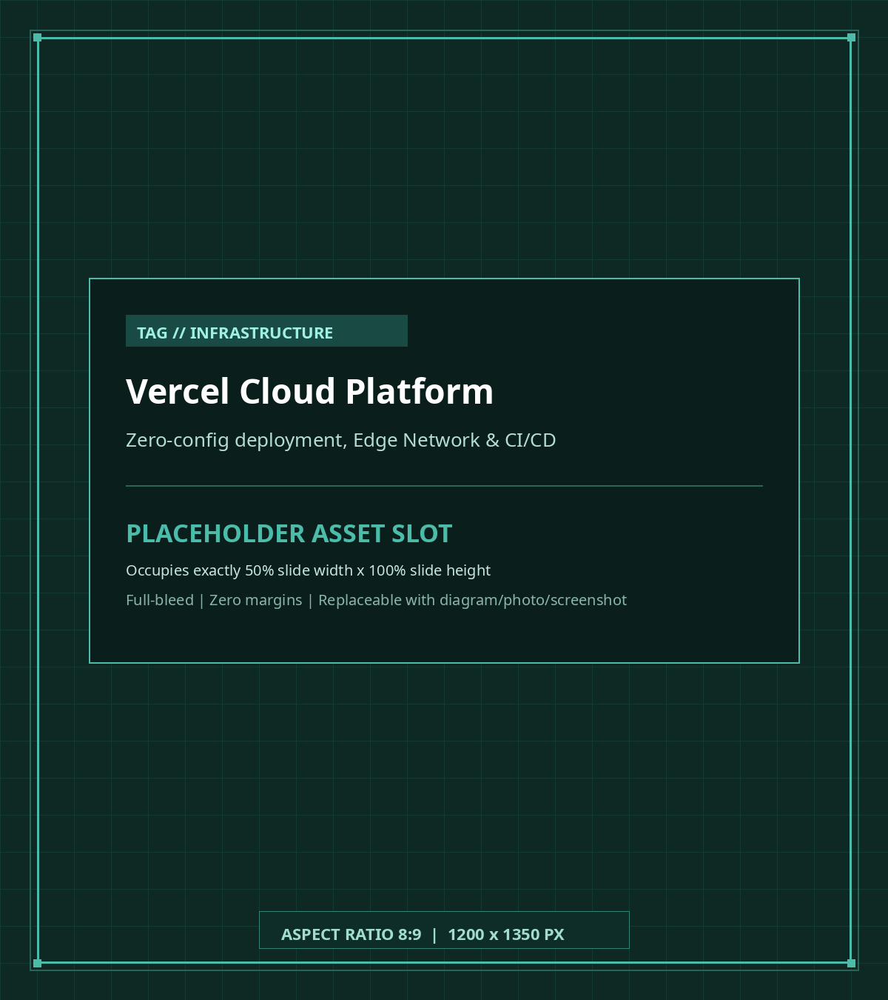 TAG // INFRASTRUCTURE
Vercel Cloud Platform
Zero-config deployment, Edge Network & CI/CD
PLACEHOLDER ASSET SLOT
Occupies exactly 50% slide width x 100% slide height
Full-bleed | Zero margins | Replaceable with diagram/photo/screenshot
ASPECT RATIO 8:9 | 1200 x 1350 PX